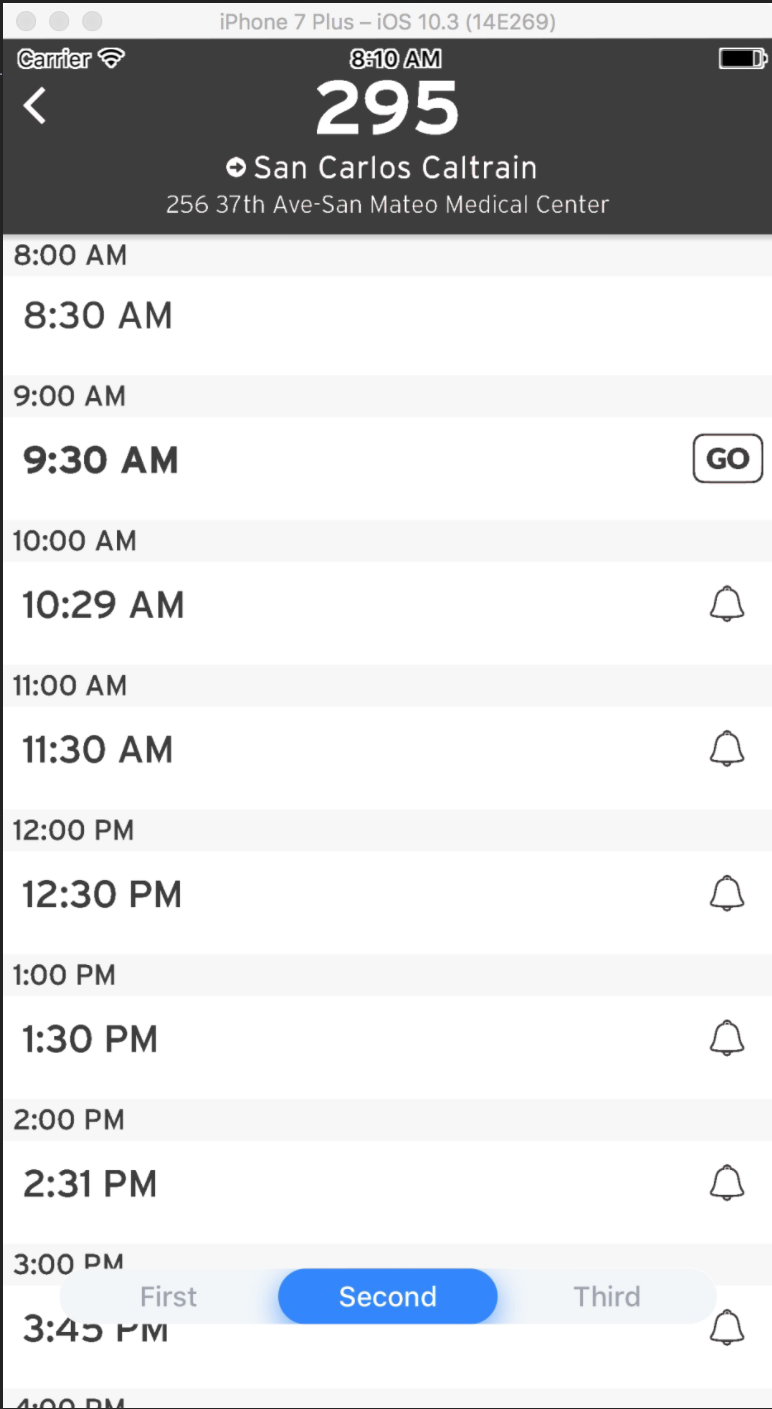 iPhone 7 Plus – iOS 10.3 (14E269)
Carrier 8:10 AM
295
San Carlos Caltrain
256 37th Ave-San Mateo Medical Center
8:00 AM
8:30 AM
9:00 AM
9:30 AM GO
10:00 AM
10:29 AM
11:00 AM
11:30 AM
12:00 PM
12:30 PM
1:00 PM
1:30 PM
2:00 PM
2:31 PM
3:00 PM
First Second Third
3:45 PM
4:00 PM